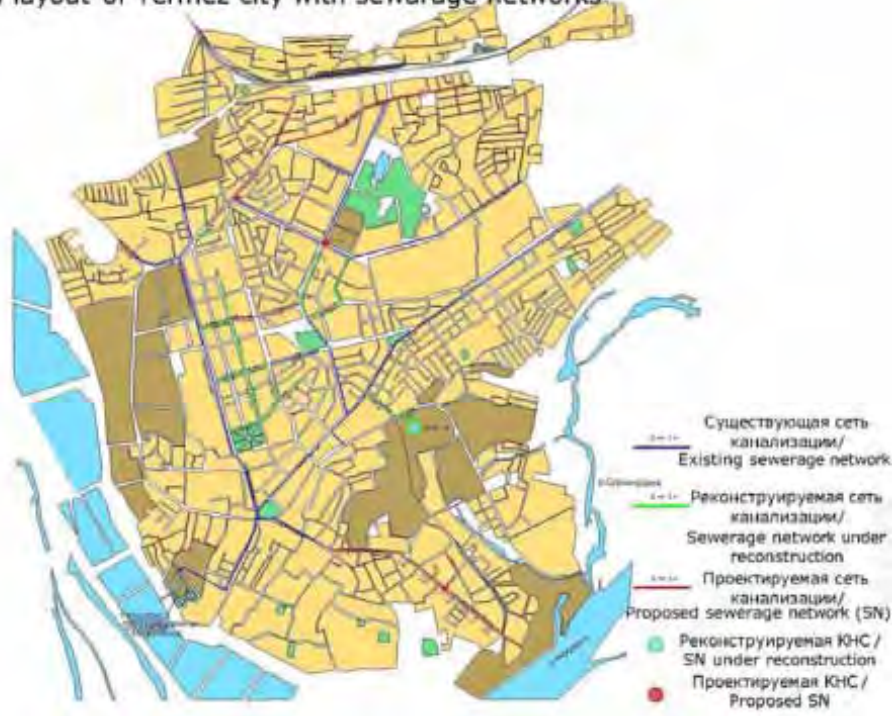 layout of Termez city with sewarage networks
Существующая сеть
канализации/
Existing sewerage network
Реконструируемая сеть
канализации/
Sewerage network under
reconstruction
Проектируемая сеть
канализации/
Proposed sewerage network (SN)
Реконструируемая КНС /
SN under reconstruction
Проектируемая КНС /
Proposed SN